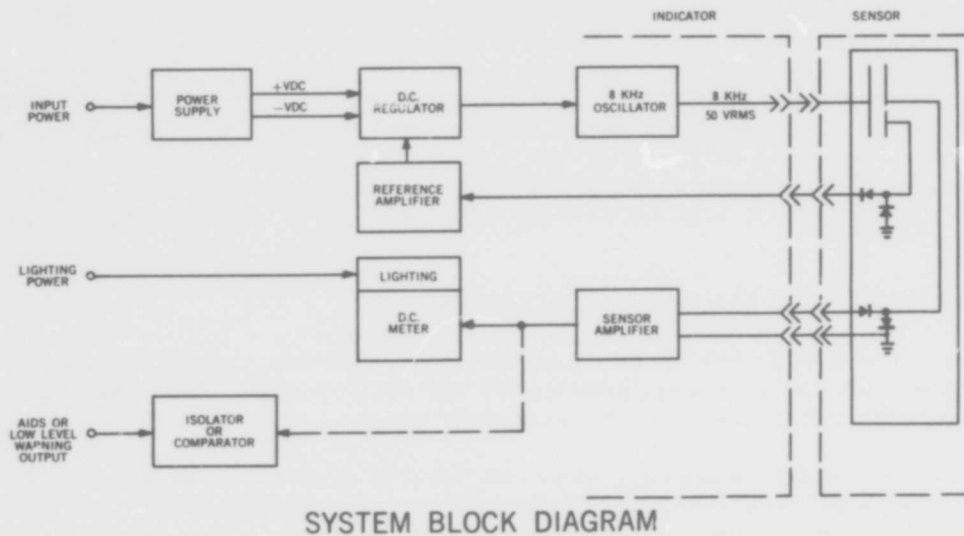 INDICATOR
SENSOR
INPUT
POWER
POWER
SUPPLY
+VDC
−VDC
D.C.
REGULATOR
8 KHz
OSCILLATOR
8 KHz
50 VRMS
REFERENCE
AMPLIFIER
LIGHTING
POWER
LIGHTING
D.C.
METER
SENSOR
AMPLIFIER
AIDS OR
LOW LEVEL
WARNING
OUTPUT
ISOLATOR
OR
COMPARATOR
SYSTEM BLOCK DIAGRAM